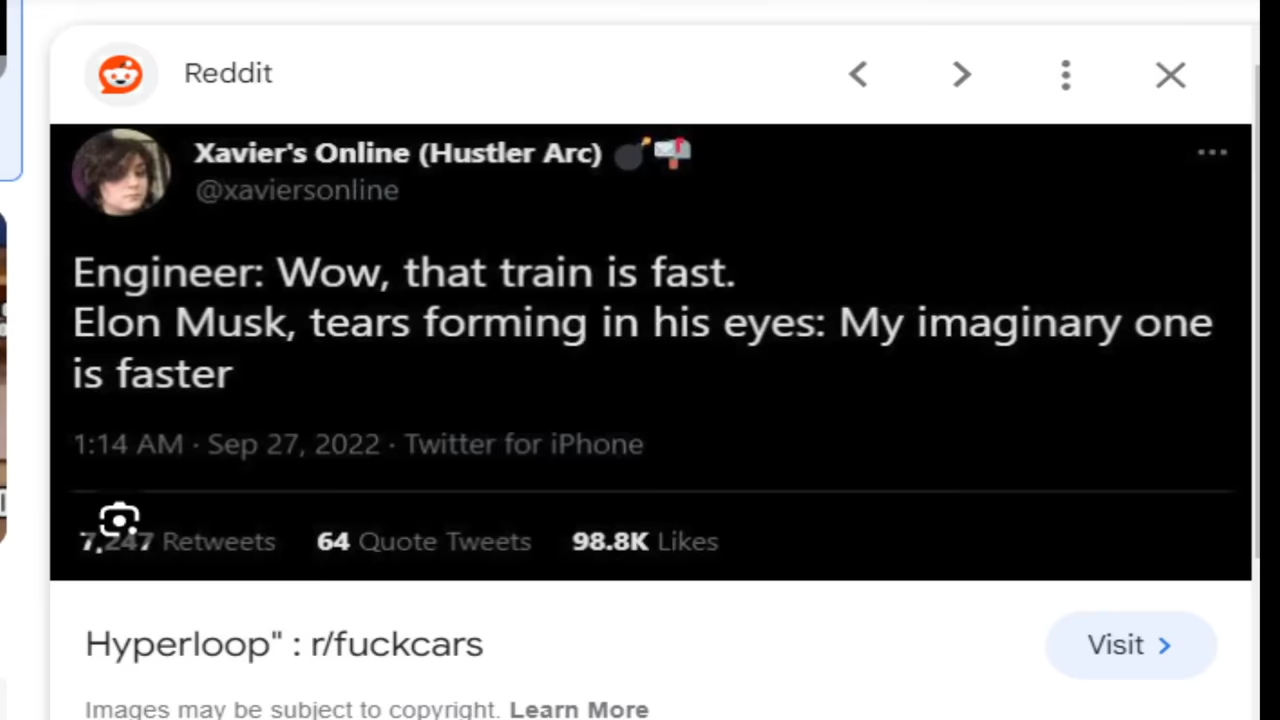 Reddit
Xavier's Online (Hustler Arc)
@xaviersonline
Engineer: Wow, that train is fast.
Elon Musk, tears forming in his eyes: My imaginary one
is faster
1:14 AM · Sep 27, 2022 · Twitter for iPhone
7,247 Retweets 64 Quote Tweets 98.8K Likes
Hyperloop" : r/fuckcars
Visit >
Images may be subject to copyright. Learn More